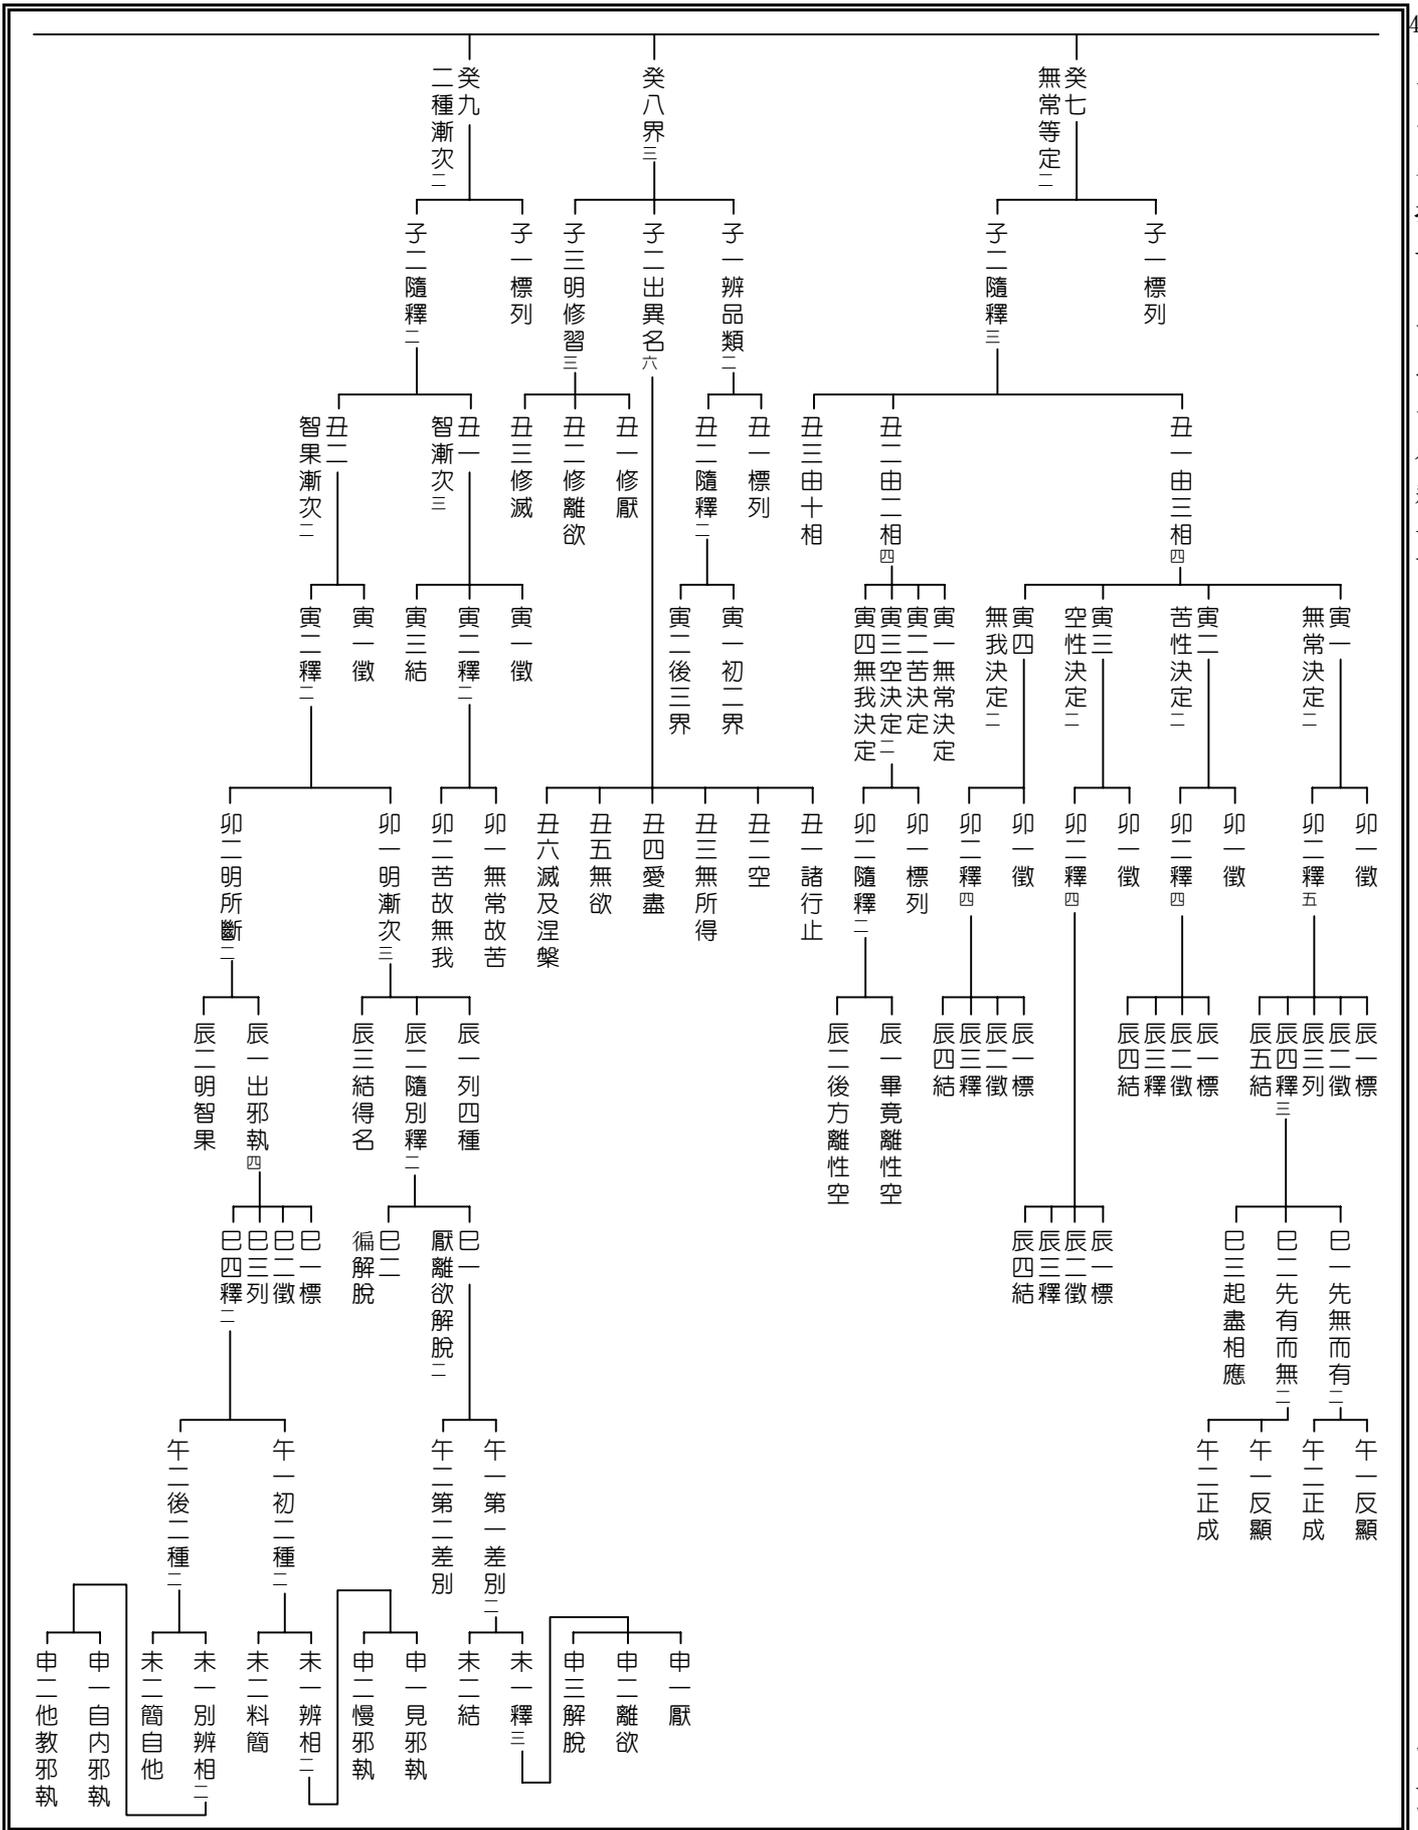 4
癸七
無常等定二
癸八界三
癸九
二種漸次二
子一標列
子二隨釋三
子一辨品類二
子二出異名六
子三明修習三
子一標列
子二隨釋二
丑一由三相四
丑二由二相四
丑三由十相
丑一標列
丑二隨釋二
丑一修厭
丑二修離欲
丑三修滅
丑一
智漸次三
丑二
智果漸次二
寅一
無常決定二
寅二
苦性決定二
寅三
空性決定二
寅四
無我決定二
寅一無常決定
寅二苦決定
寅三空決定二
寅四無我決定
寅一初二界
寅二後三界
寅一徵
寅二釋二
寅三結
寅一徵
寅二釋二
卯一徵
卯二釋五
卯一徵
卯二釋四
卯一徵
卯二釋四
卯一徵
卯二釋四
卯一標列
卯二隨釋二
丑一諸行止
丑二空
丑三無所得
丑四愛盡
丑五無欲
丑六滅及涅槃
卯一無常故苦
卯二苦故無我
卯一明漸次三
卯二明所斷二
辰一標
辰二徵
辰三列
辰四釋三
辰五結
辰一標
辰二徵
辰三釋
辰四結
辰一標
辰二徵
辰三釋
辰四結
辰一畢竟離性空
辰二後方離性空
辰一列四種
辰二隨別釋二
辰三結得名
辰一出邪執四
辰二明智果
巳一先無而有二
巳二先有而無二
巳三起盡相應
辰一標
辰二徵
辰三釋
辰四結
巳一
厭離欲解脫二
巳二
徧解脫
巳一標
巳二徵
巳三列
巳四釋二
午一反顯
午二正成
午一反顯
午二正成
午一第一差別二
午二第二差別
午一初二種二
午二後二種二
申一厭
申二離欲
申三解脫
未一釋三
未二結
申一見邪執
申二慢邪執
未一辨相二
未二料簡
未一別辨相二
未二簡自他
申一自内邪執
申二他教邪執